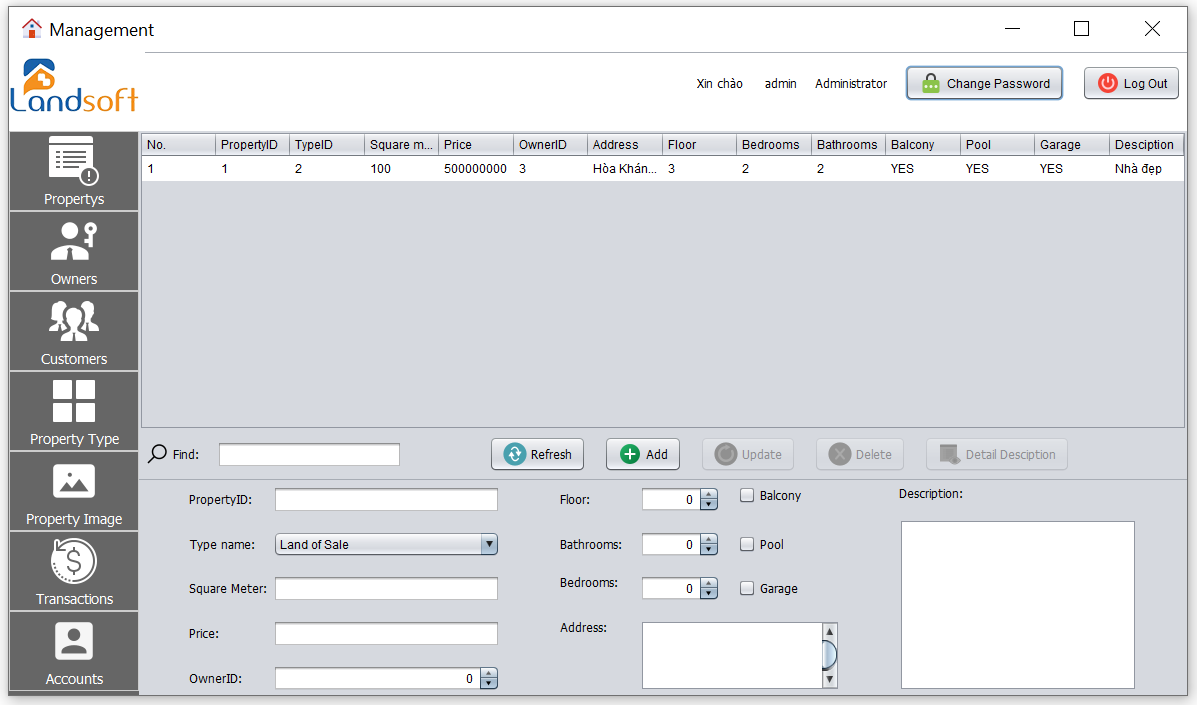 Management
Landsoft
Xin chào admin Administrator Change Password Log Out
No. PropertyID TypeID Square m... Price OwnerID Address Floor Bedrooms Bathrooms Balcony Pool Garage Desciption
1 1 2 100 500000000 3 Hòa Khán... 3 2 2 YES YES YES Nhà đẹp
Propertys
Owners
Customers
Property Type
Property Image
Transactions
Accounts
Find: Refresh Add Update Delete Detail Desciption
PropertyID: Floor: 0 Balcony Description:
Type name: Land of Sale Bathrooms: 0 Pool
Square Meter: Bedrooms: 0 Garage
Price: Address:
OwnerID: 0